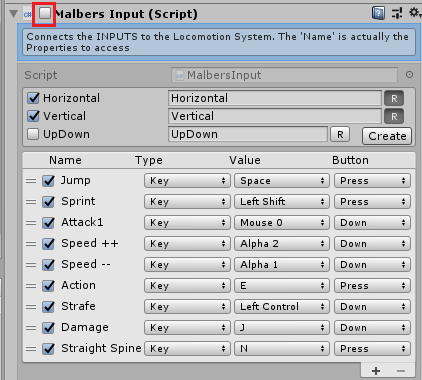 Malbers Input (Script)
Connects the INPUTS to the Locomotion System. The 'Name' is actually the
Properties to access
Script MalbersInput
Horizontal Horizontal R
Vertical Vertical R
UpDown UpDown R Create
Name Type Value Button
Jump Key Space Press
Sprint Key Left Shift Press
Attack1 Key Mouse 0 Down
Speed ++ Key Alpha 2 Down
Speed -- Key Alpha 1 Down
Action Key E Press
Strafe Key Left Control Down
Damage Key J Down
Straight Spine Key N Press
+ −